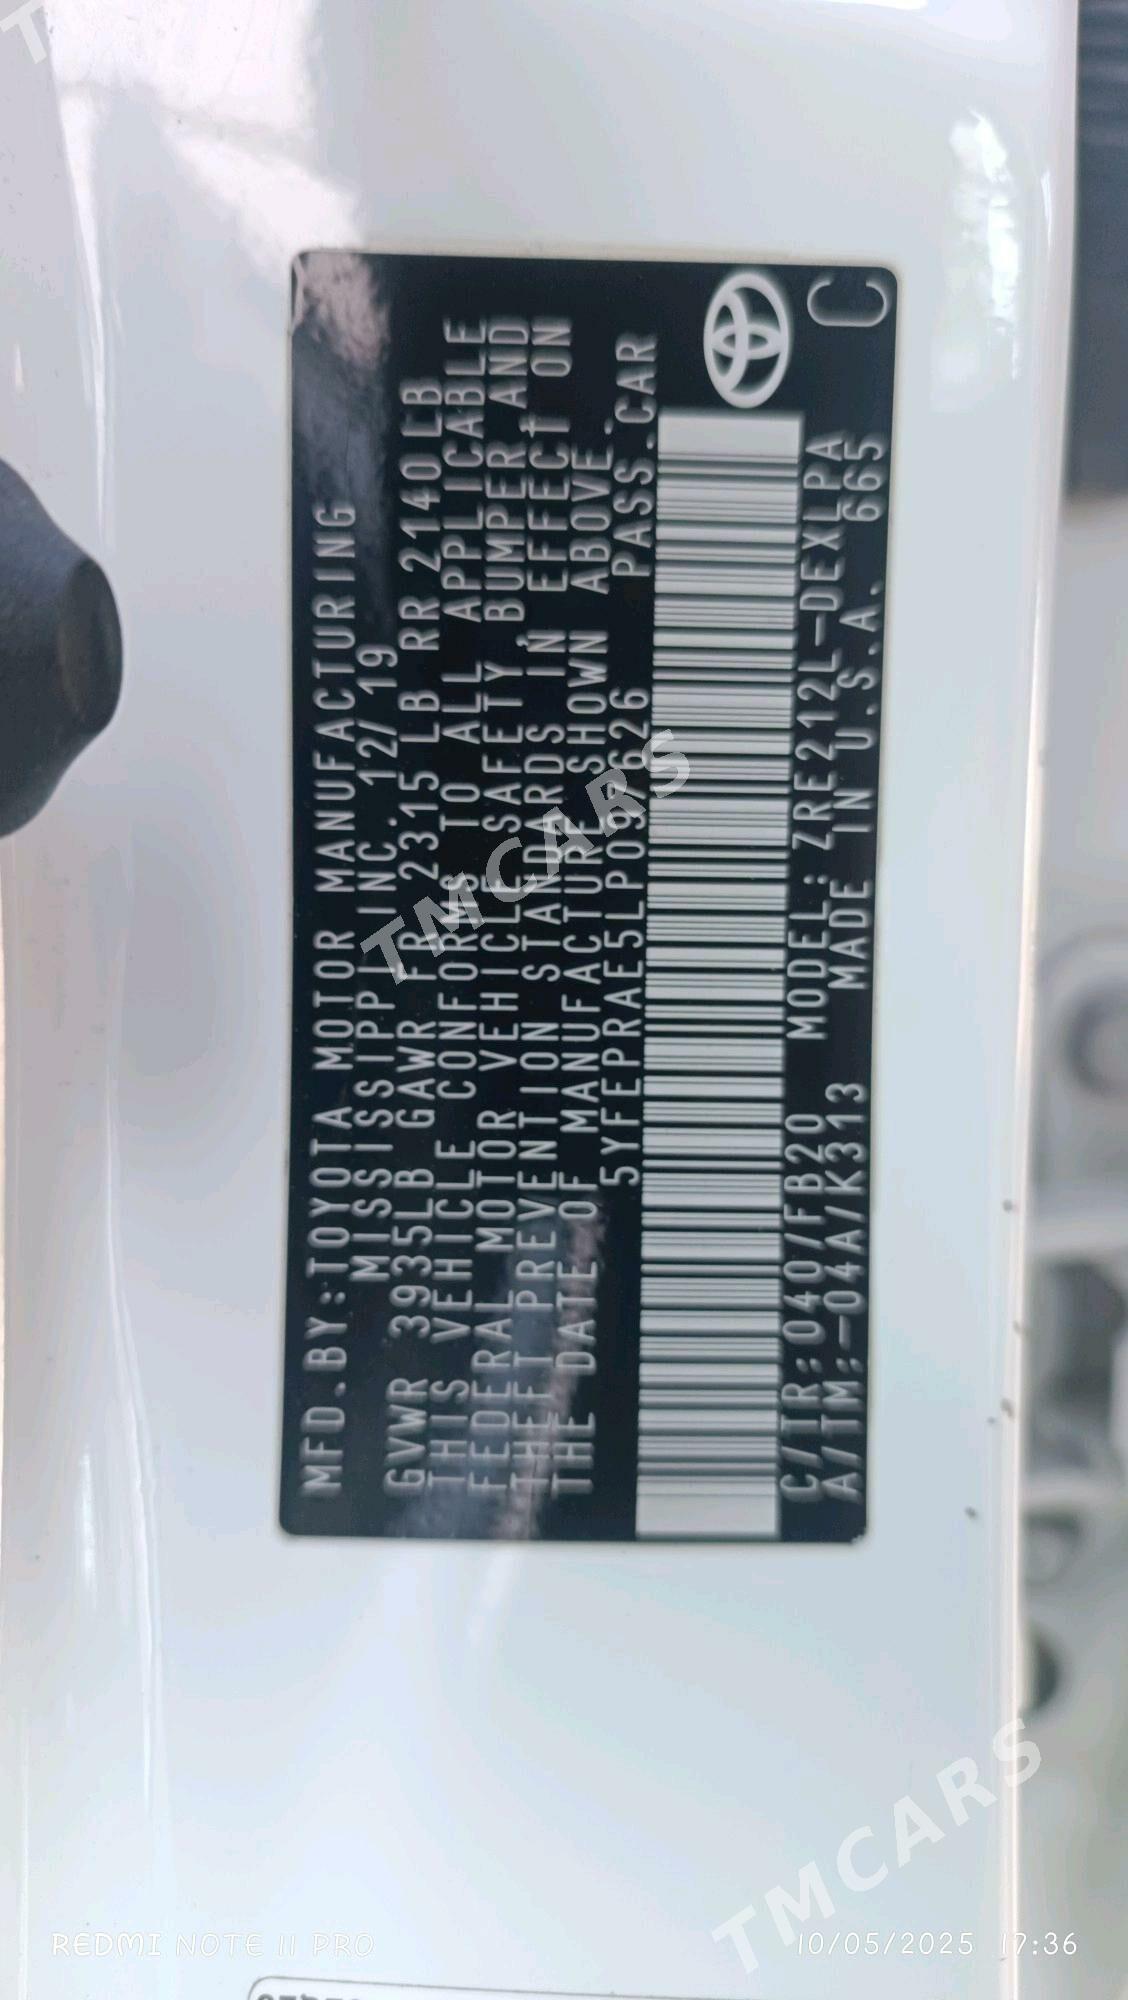 MFD.BY:TOYOTA MOTOR MANUFACTURING
MISSISSIPPI,INC.12/19
GVWR 3935LB GAWR FR 2315 LB RR 2140LB
THIS VEHICLE CONFORMS TO ALL APPLICABLE
FEDERAL MOTOR VEHICLE SAFETY, BUMPER, AND
THEFT PREVENTION STANDARDS IN EFFECT ON
THE DATE OF MANUFACTURE SHOWN ABOVE.
5YFEPRAE5LP097626 PASS.CAR
C/TR:040/FB20 MODEL:ZRE212L-DEXLPA
A/TM:-04A/K313 MADE IN U.S.A. 665
C
TMCARS
TMCARS
REDMI NOTE 11 PRO
10/05/2025 17:36